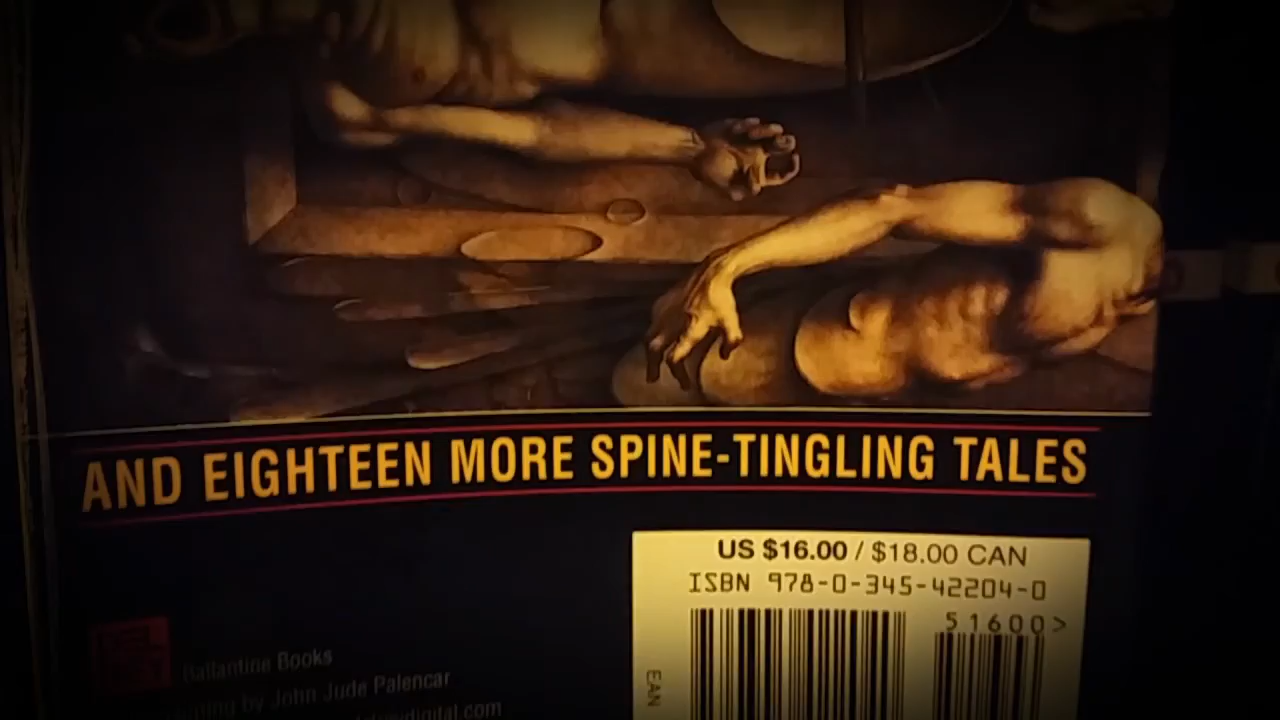 AND EIGHTEEN MORE SPINE-TINGLING TALES
US $16.00 / $18.00 CAN
ISBN 978-0-345-42204-0
51600>
EAN
Ballantine Books
by John Jude Palencar